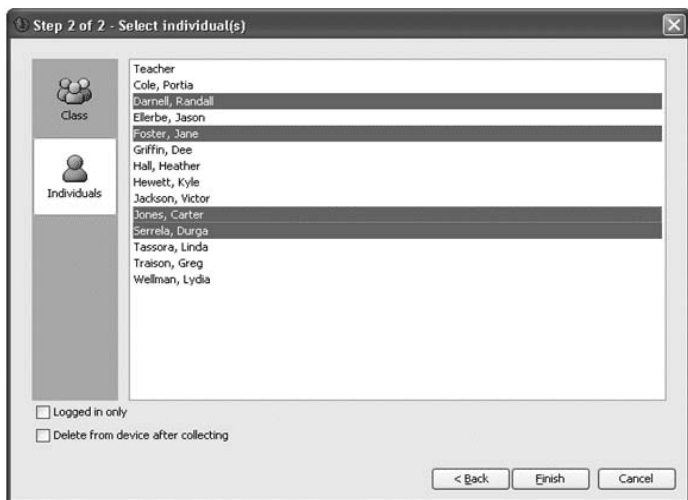 Step 2 of 2 - Select individual(s)
Class
Individuals
Teacher
Cole, Portia
Darnell, Randall
Ellerbe, Jason
Foster, Jane
Griffin, Dee
Hall, Heather
Hewett, Kyle
Jackson, Victor
Jones, Carter
Serrela, Durga
Tassora, Linda
Traison, Greg
Wellman, Lydia
Logged in only
Delete from device after collecting
< Back Finish Cancel